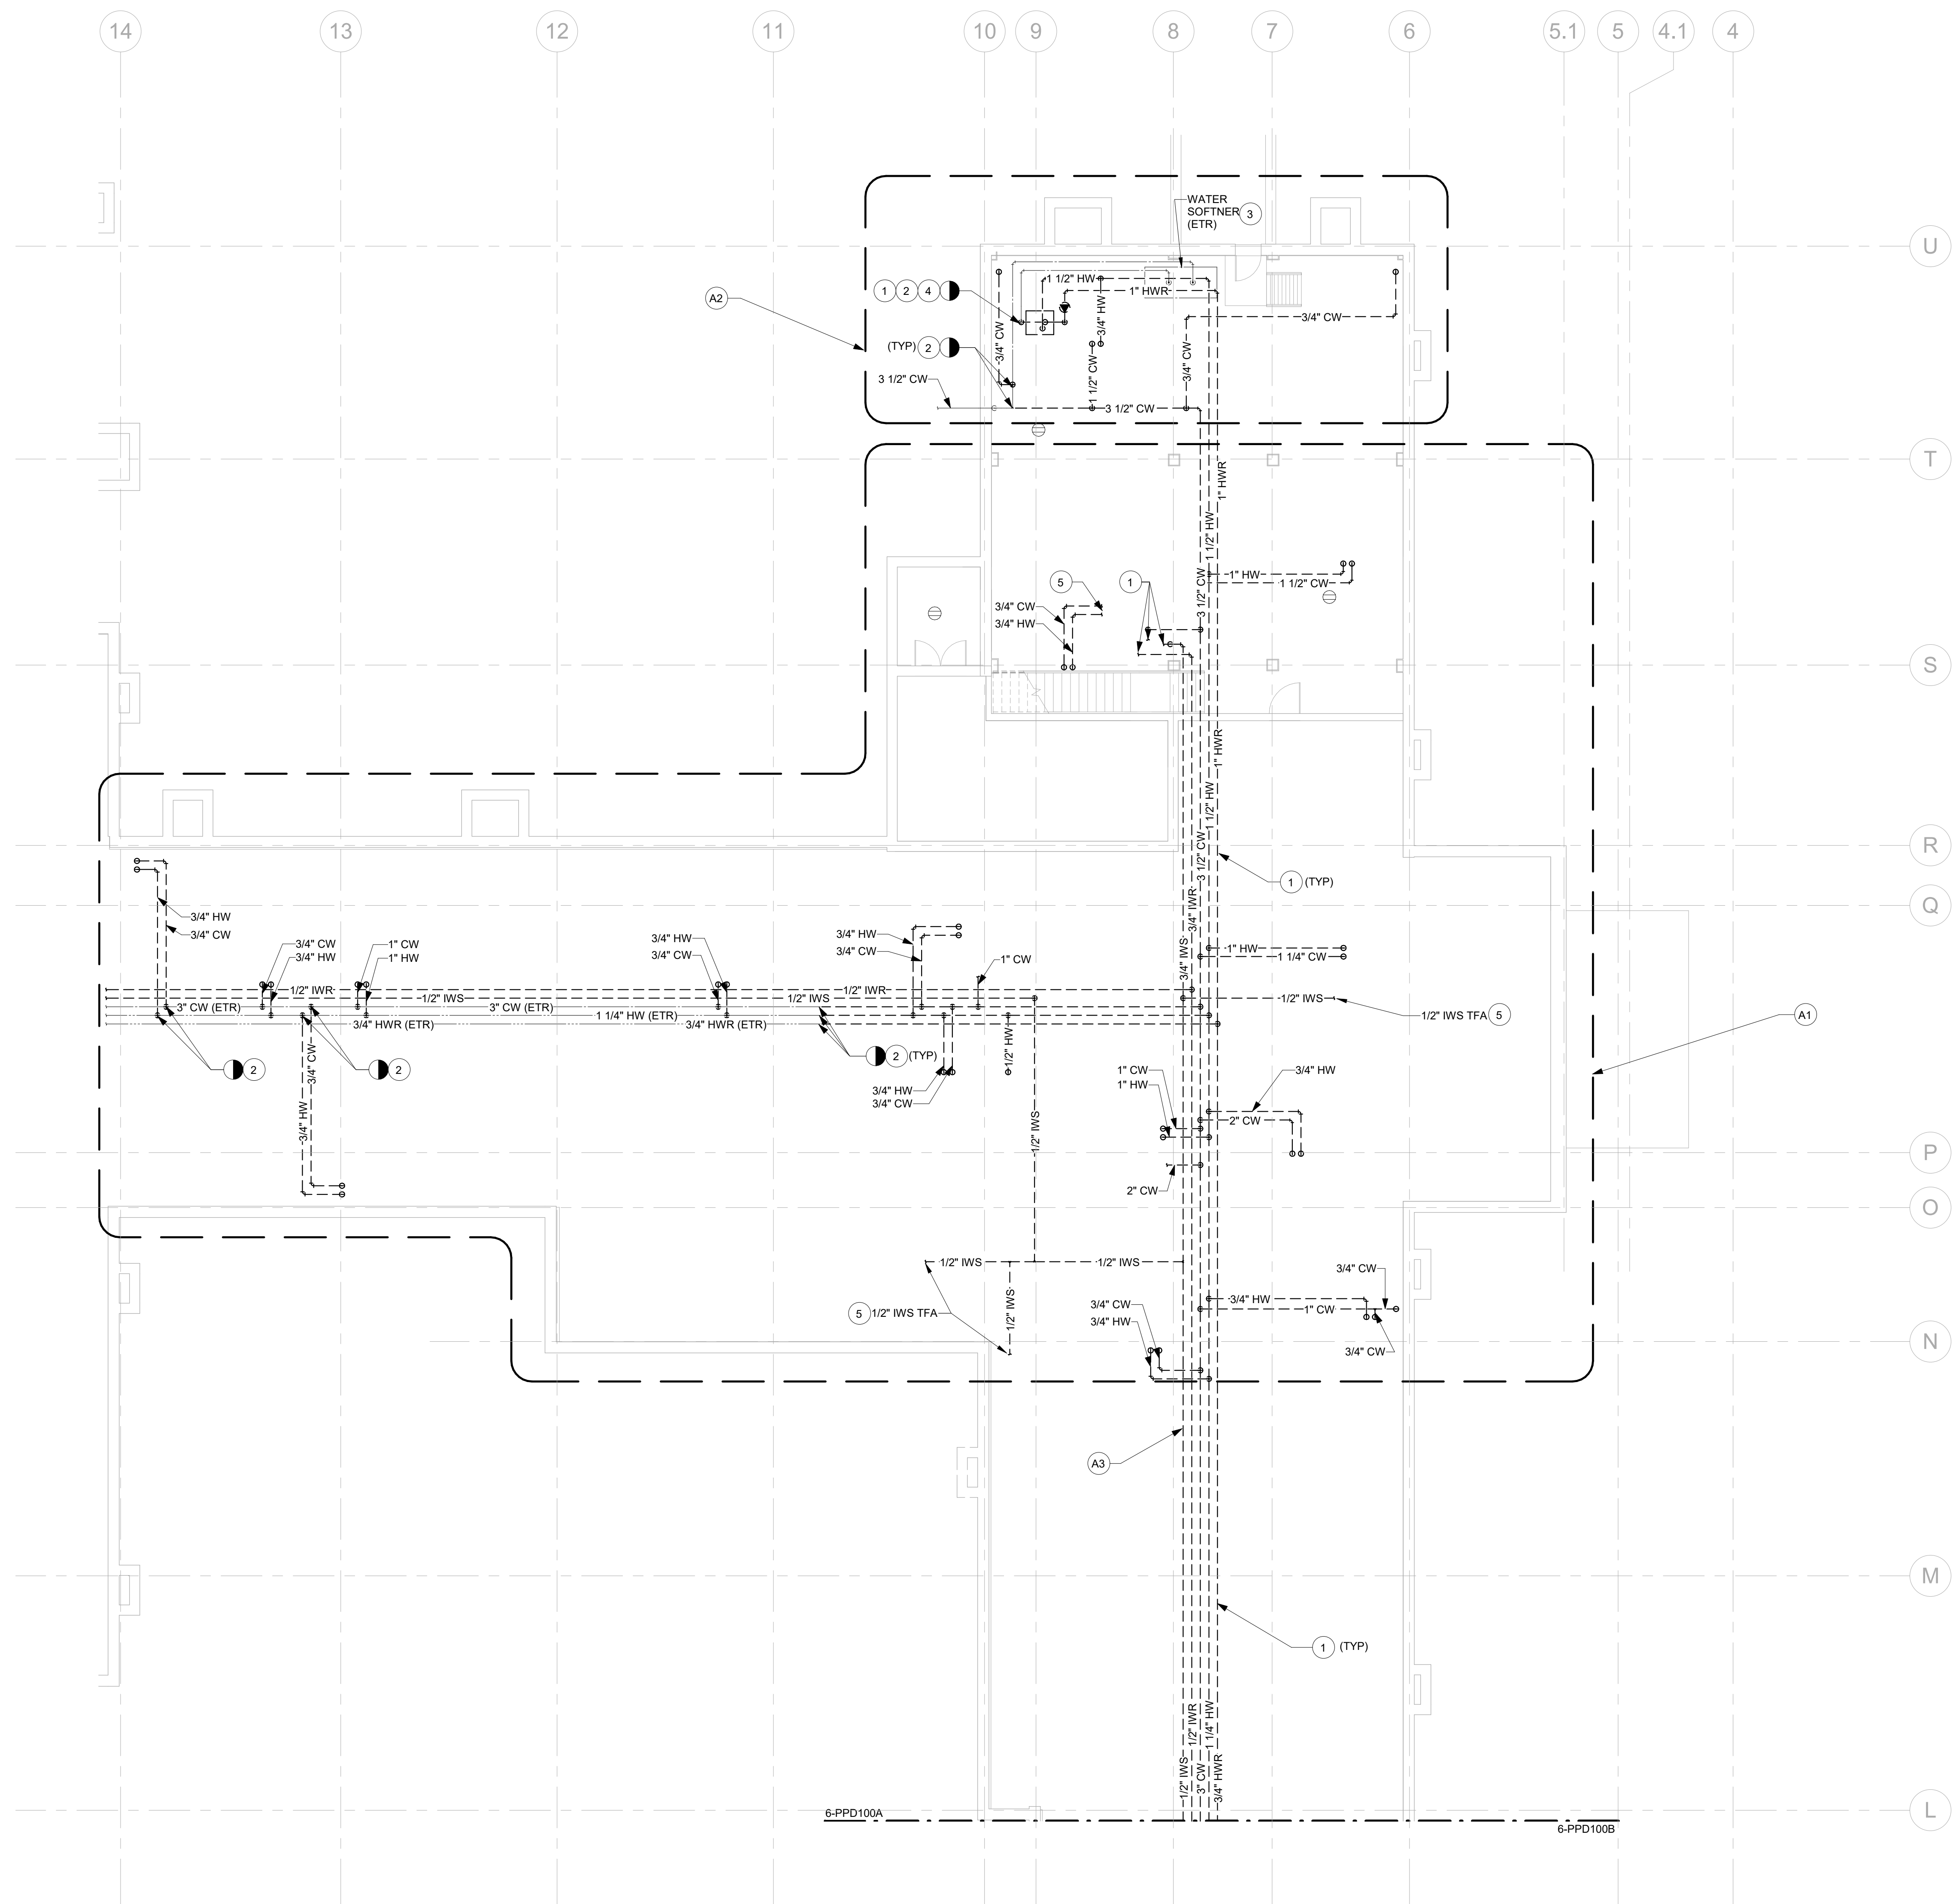 14
13
12
11
10
9
8
7
6
5.1
5
4.1
4
U
T
S
R
Q
P
O
N
M
L
WATER
SOFTNER 3
(ETR)
A2
1 2 4
1 1/2" HW
1" HWR
3/4" HW
3/4" CW
3/4" CW
3/4" CW
(TYP) 2
1 1/2" CW
3 1/2" CW
3 1/2" CW
1" HWR
1 1/2" HW
3 1/2" CW
1" HW
1 1/2" CW
5
1
3/4" CW
3/4" HW
1" HWR
1 1/2" HW
3 1/2" CW
3/4" IWR
3/4" IWS
1 (TYP)
3/4" HW
3/4" CW
3/4" CW
3/4" HW
1" CW
1" HW
3/4" HW
3/4" CW
3/4" HW
3/4" CW
1" CW
1" HW
1 1/4" CW
1/2" IWR
1/2" IWS
1/2" IWR
1/2" IWS
1/2" IWS
3" CW (ETR)
3" CW (ETR)
1 1/4" HW (ETR)
3/4" HWR (ETR)
3/4" HWR (ETR)
1/2" IWS TFA 5
A1
2
2
2 (TYP)
3/4" CW
3/4" HW
3/4" HW
3/4" CW
1/2" HW
1/2" IWS
1" CW
1" HW
3/4" HW
2" CW
2" CW
1/2" IWS
1/2" IWS
1/2" IWS
5 1/2" IWS TFA
3/4" CW
3/4" HW
3/4" HW
1" CW
3/4" CW
3/4" CW
A3
1 (TYP)
1/2" IWS
1/2" IWR
3" CW
1 1/4" HW
3/4" HWR
6-PPD100A
6-PPD100B